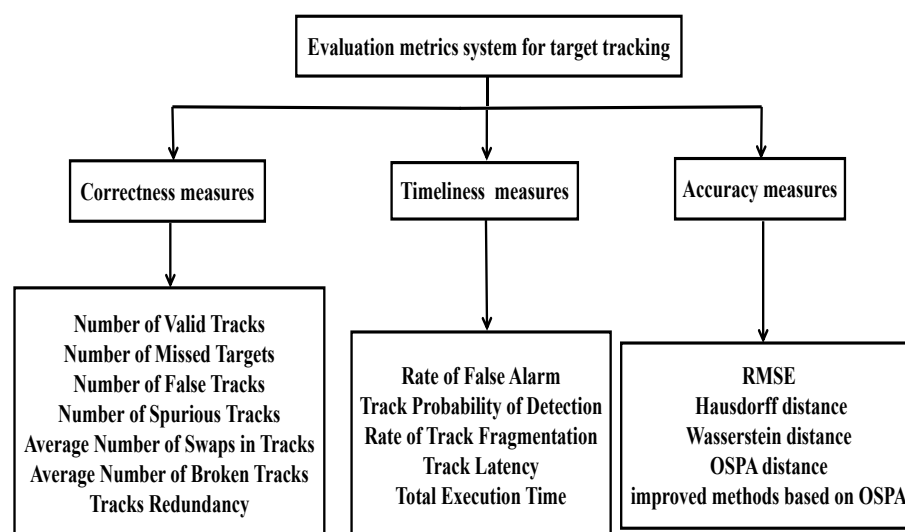 Evaluation metrics system for target tracking
Correctness measures
Timeliness measures
Accuracy measures
Number of Valid Tracks
Number of Missed Targets
Number of False Tracks
Number of Spurious Tracks
Average Number of Swaps in Tracks
Average Number of Broken Tracks
Tracks Redundancy
Rate of False Alarm
Track Probability of Detection
Rate of Track Fragmentation
Track Latency
Total Execution Time
RMSE
Hausdorff distance
Wasserstein distance
OSPA distance
improved methods based on OSPA